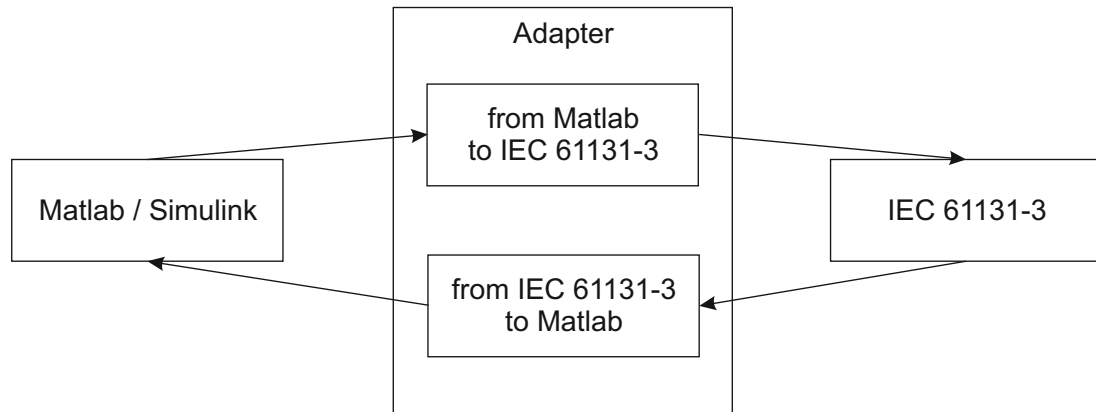 Adapter
from Matlab
to IEC 61131-3
Matlab / Simulink
IEC 61131-3
from IEC 61131-3
to Matlab